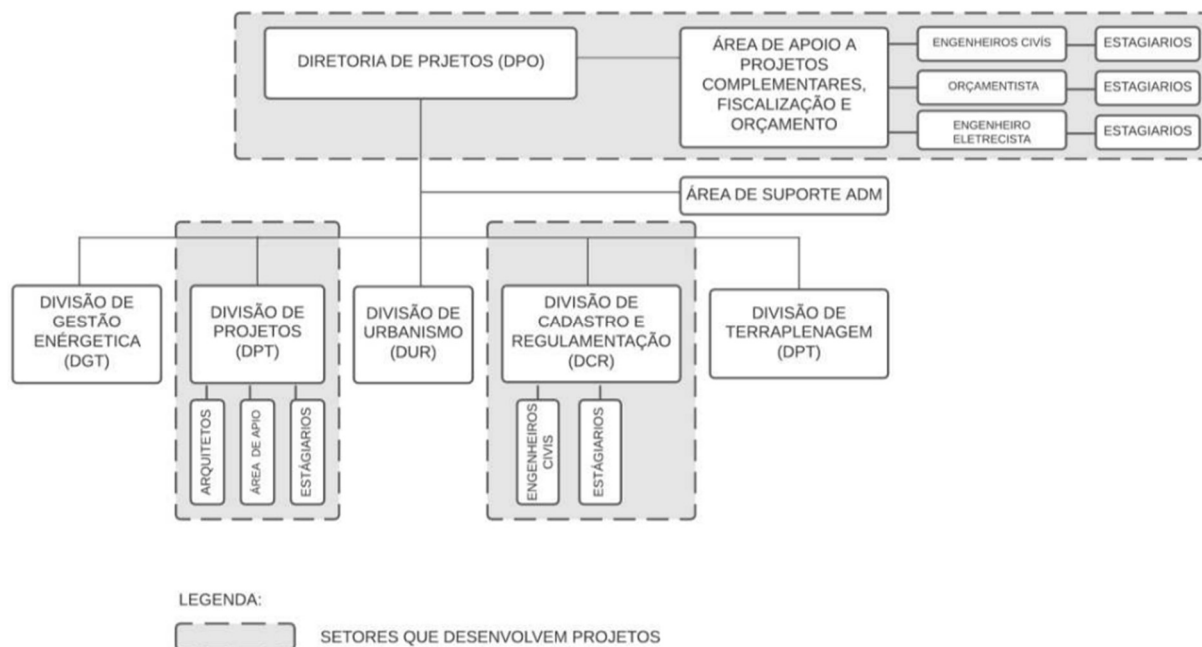 DIRETORIA DE PRJETOS (DPO)
ÁREA DE APOIO A
PROJETOS
COMPLEMENTARES,
FISCALIZAÇÃO E
ORÇAMENTO
ENGENHEIROS CIVÍS
ESTAGIARIOS
ORÇAMENTISTA
ESTAGIARIOS
ENGENHEIRO
ELETRECISTA
ESTAGIARIOS
ÁREA DE SUPORTE ADM
DIVISÃO DE
GESTÃO
ENÉRGETICA
(DGT)
DIVISÃO DE
PROJETOS
(DPT)
DIVISÃO DE
URBANISMO
(DUR)
DIVISÃO DE
CADASTRO E
REGULAMENTAÇÃO
(DCR)
DIVISÃO DE
TERRAPLENAGEM
(DPT)
ARQUITETOS
ÁREA DE APIO
ESTÁGIARIOS
ENGENHEIROS
CIVIS
ESTÁGIARIOS
LEGENDA:
SETORES QUE DESENVOLVEM PROJETOS